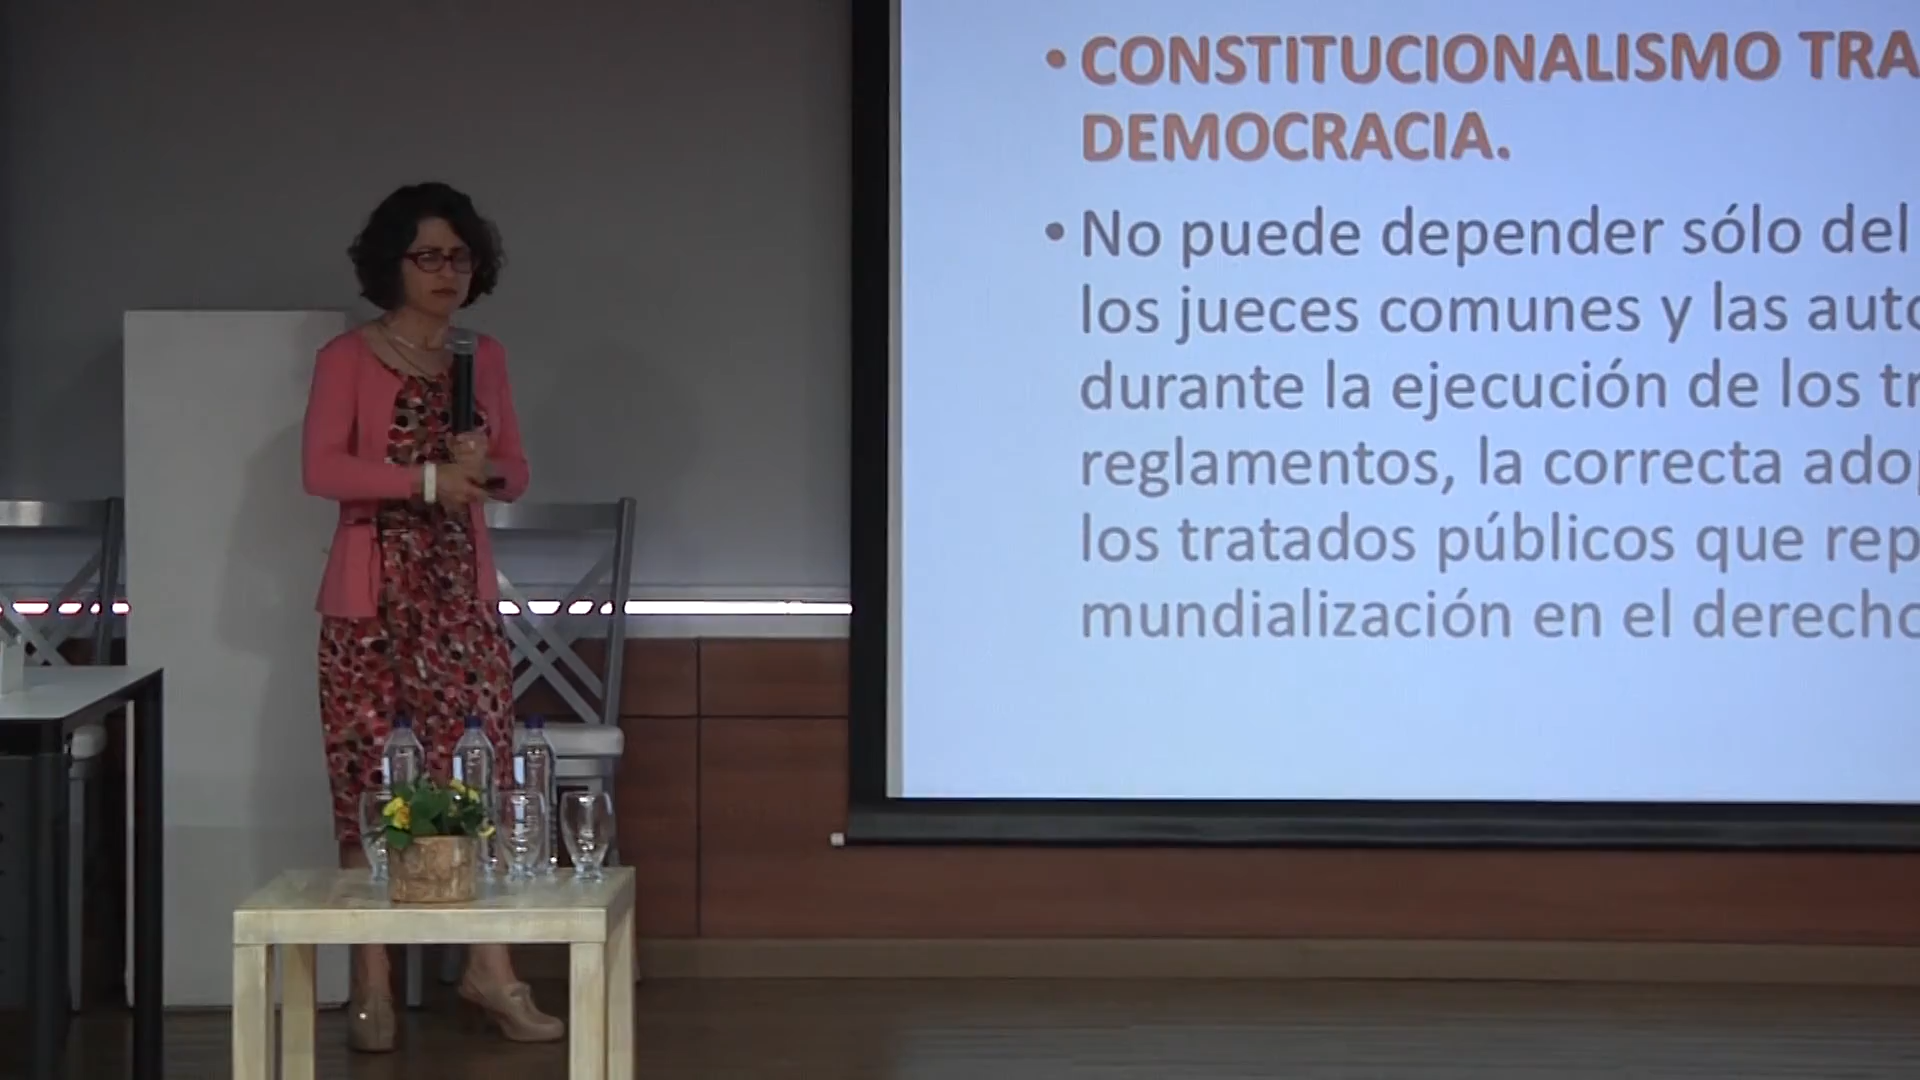 • CONSTITUCIONALISMO TRA
DEMOCRACIA.
• No puede depender sólo del
los jueces comunes y las auto
durante la ejecución de los tr
reglamentos, la correcta adop
los tratados públicos que rep
mundialización en el derecho